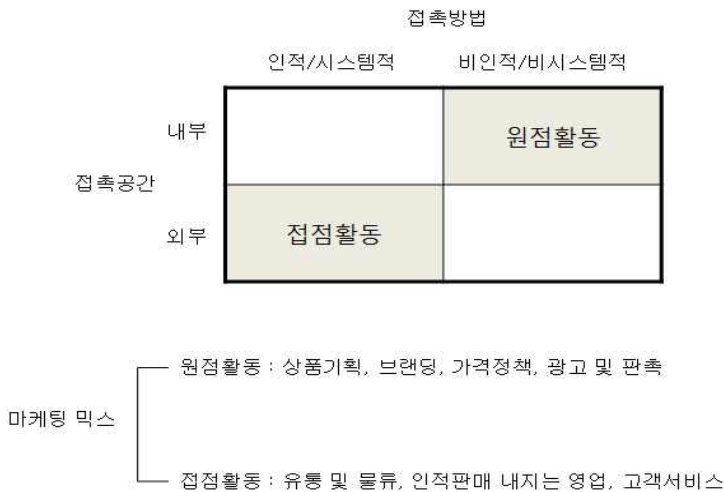 접촉방법
인적/시스템적 비인적/비시스템적
내부 원점활동
접촉공간
외부 접점활동
원점활동 : 상품기획, 브랜딩, 가격정책, 광고 및 판촉
마케팅 믹스
접점활동 : 유통 및 물류, 인적판매 내지는 영업, 고객서비스